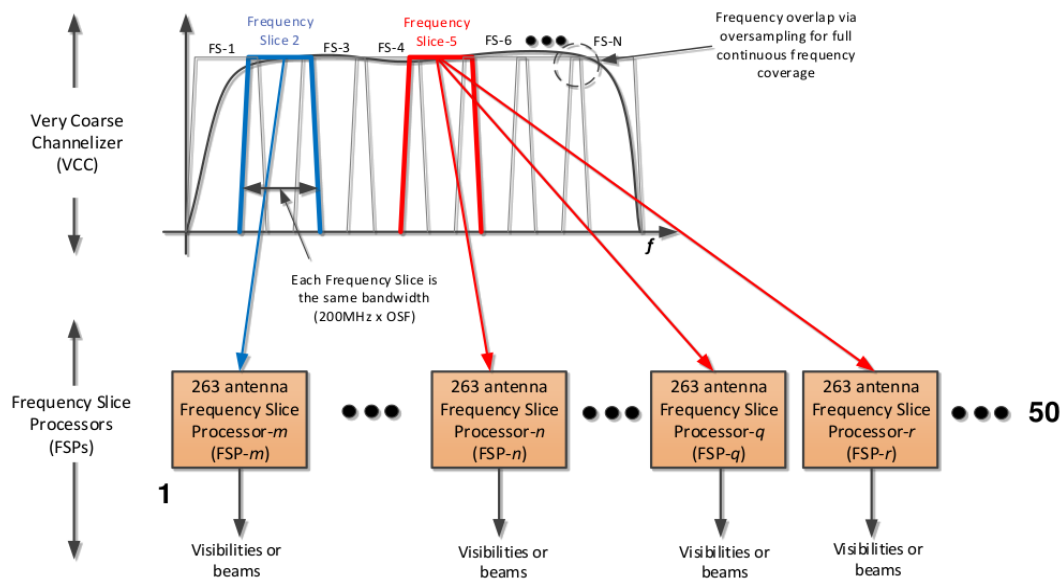 Frequency
Slice 2
Frequency
Slice-5
Frequency overlap via
oversampling for full
continuous frequency
coverage
FS-1
FS-3
FS-4
FS-6
FS-N
Very Coarse
Channelizer
(VCC)
f
Each Frequency Slice is
the same bandwidth
(200MHz x OSF)
Frequency Slice
Processors
(FSPs)
263 antenna
Frequency Slice
Processor-m
(FSP-m)
263 antenna
Frequency Slice
Processor-n
(FSP-n)
263 antenna
Frequency Slice
Processor-q
(FSP-q)
263 antenna
Frequency Slice
Processor-r
(FSP-r)
50
1
Visibilities or
beams
Visibilities or
beams
Visibilities or
beams
Visibilities or
beams